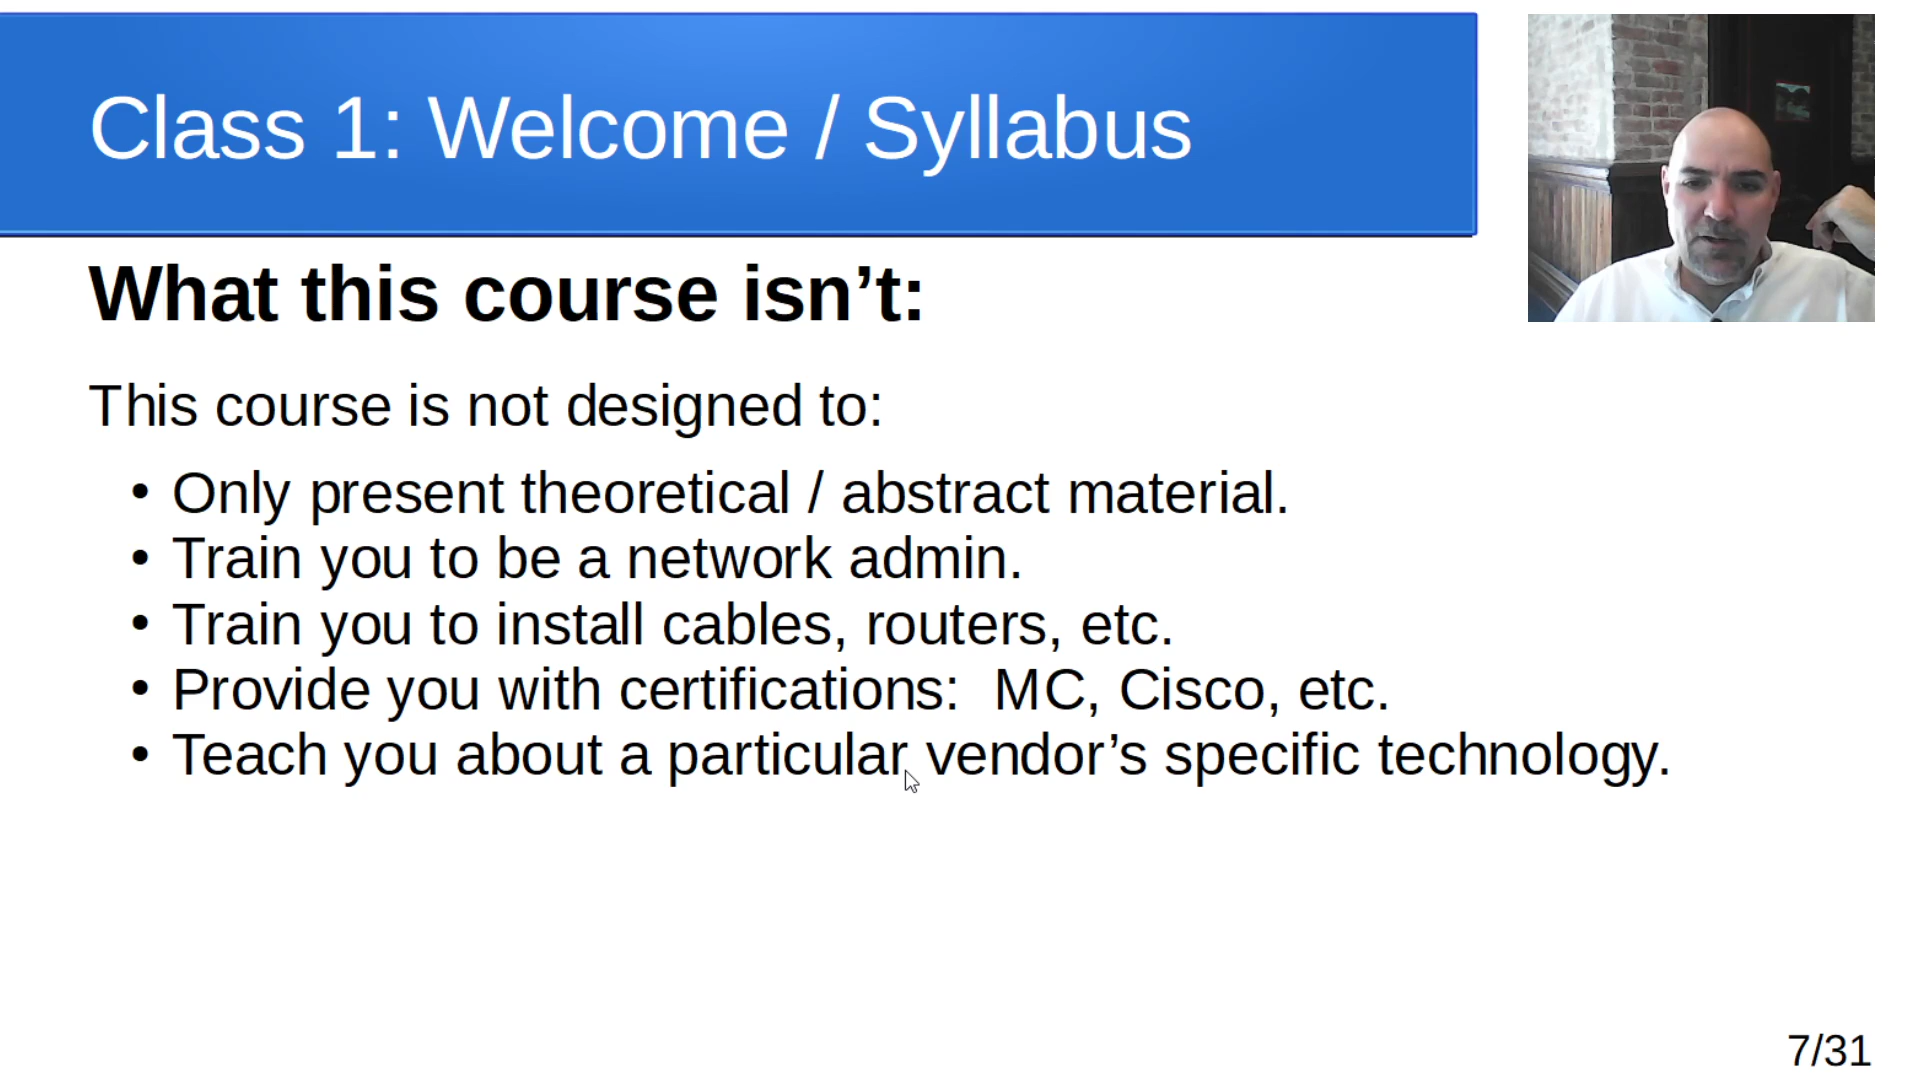 Class 1: Welcome / Syllabus
What this course isn’t:
This course is not designed to:
• Only present theoretical / abstract material.
• Train you to be a network admin.
• Train you to install cables, routers, etc.
• Provide you with certifications:  MC, Cisco, etc.
• Teach you about a particular vendor’s specific technology.
7/31